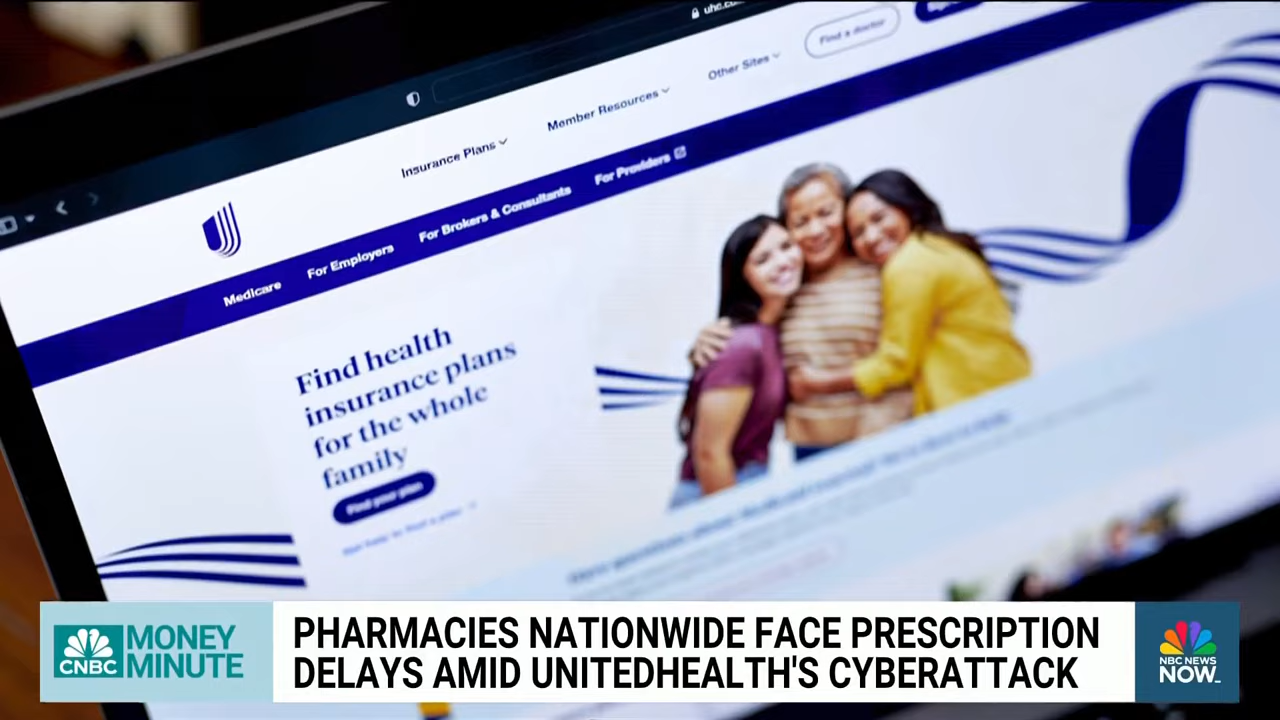 uhc.c
Find a doctor
Other Sites
Member Resources
Insurance Plans
For Providers
For Brokers & Consultants
For Employers
Medicare
Find health
insurance plans
for the whole
family
Find your plan
CNBC
MONEY
MINUTE
PHARMACIES NATIONWIDE FACE PRESCRIPTION
DELAYS AMID UNITEDHEALTH'S CYBERATTACK
NBC NEWS
NOW